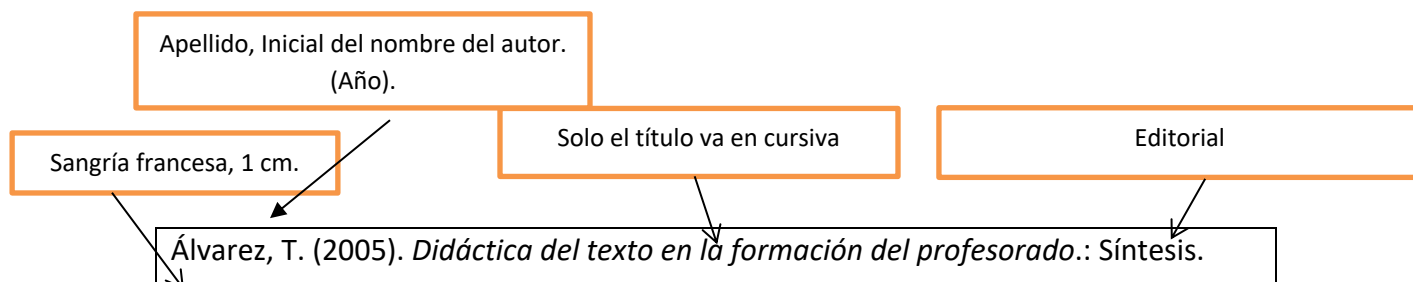 Apellido, Inicial del nombre del autor.
(Año).
Solo el título va en cursiva
Editorial
Sangría francesa, 1 cm.
Álvarez, T. (2005). Didáctica del texto en la formación del profesorado.: Síntesis.